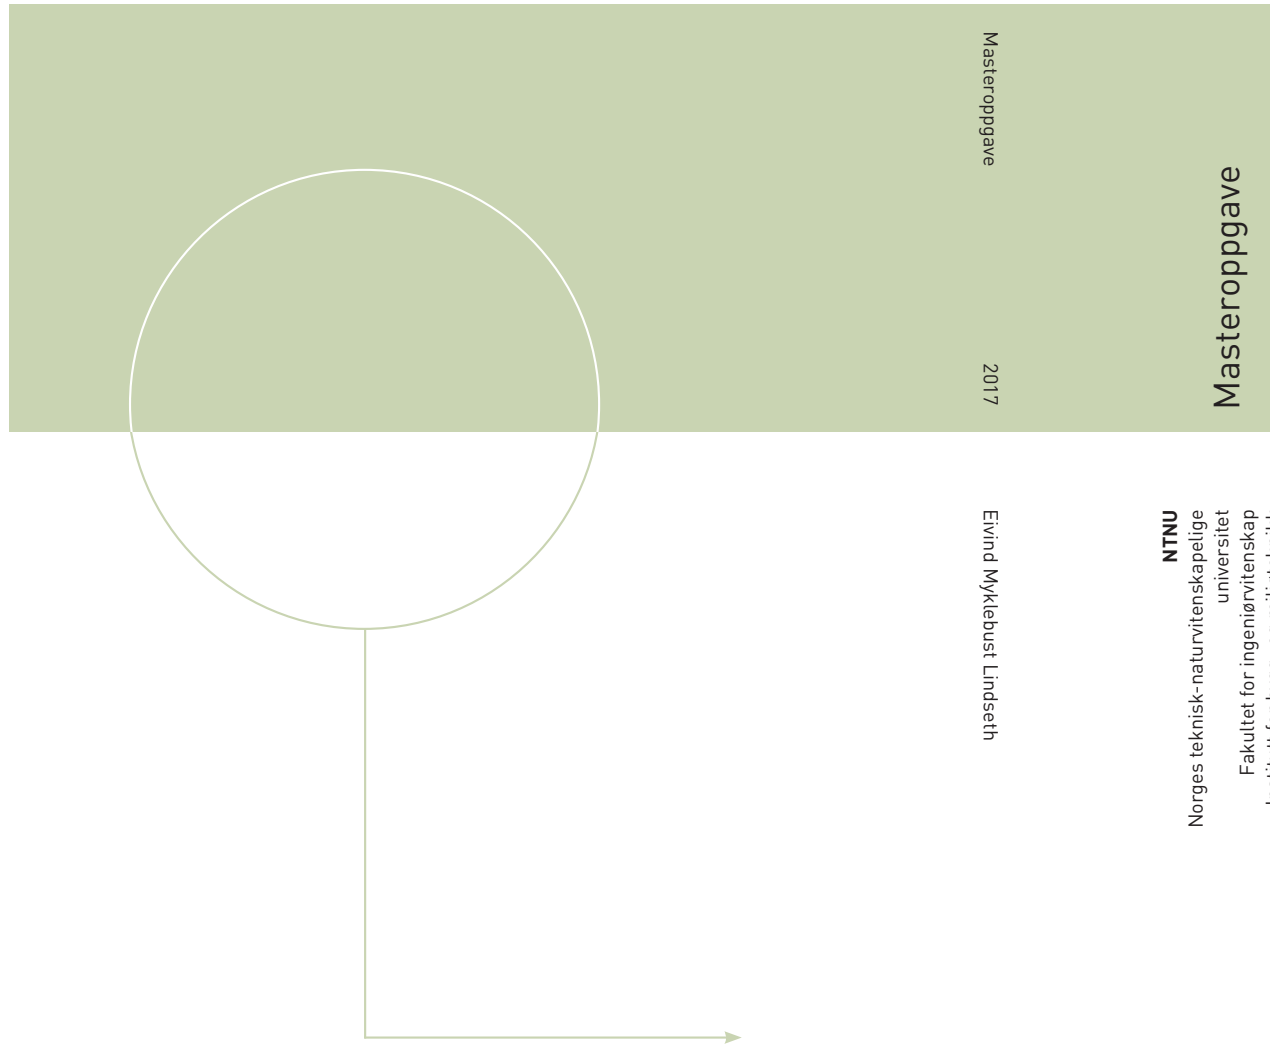 Masteroppgave
2017
Eivind Myklebust Lindseth
Masteroppgave
NTNU
Norges teknisk-naturvitenskapelige
universitet
Fakultet for ingeniørvitenskap